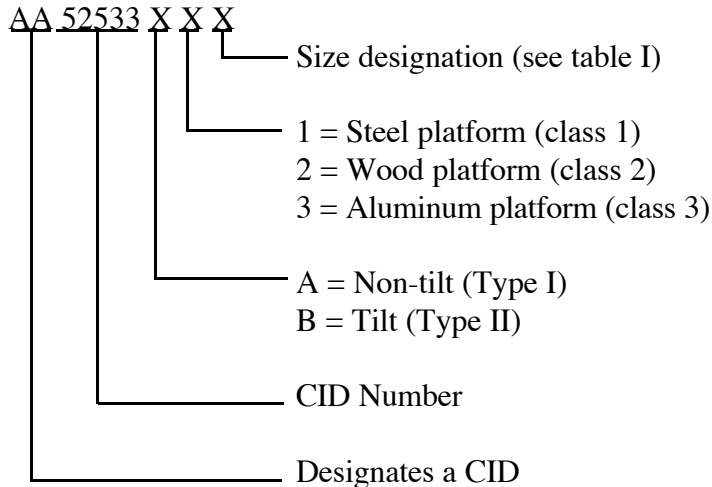 AA 52533 X X X
Size designation (see table I)
1 = Steel platform (class 1)
2 = Wood platform (class 2)
3 = Aluminum platform (class 3)
A = Non-tilt (Type I)
B = Tilt (Type II)
CID Number
Designates a CID